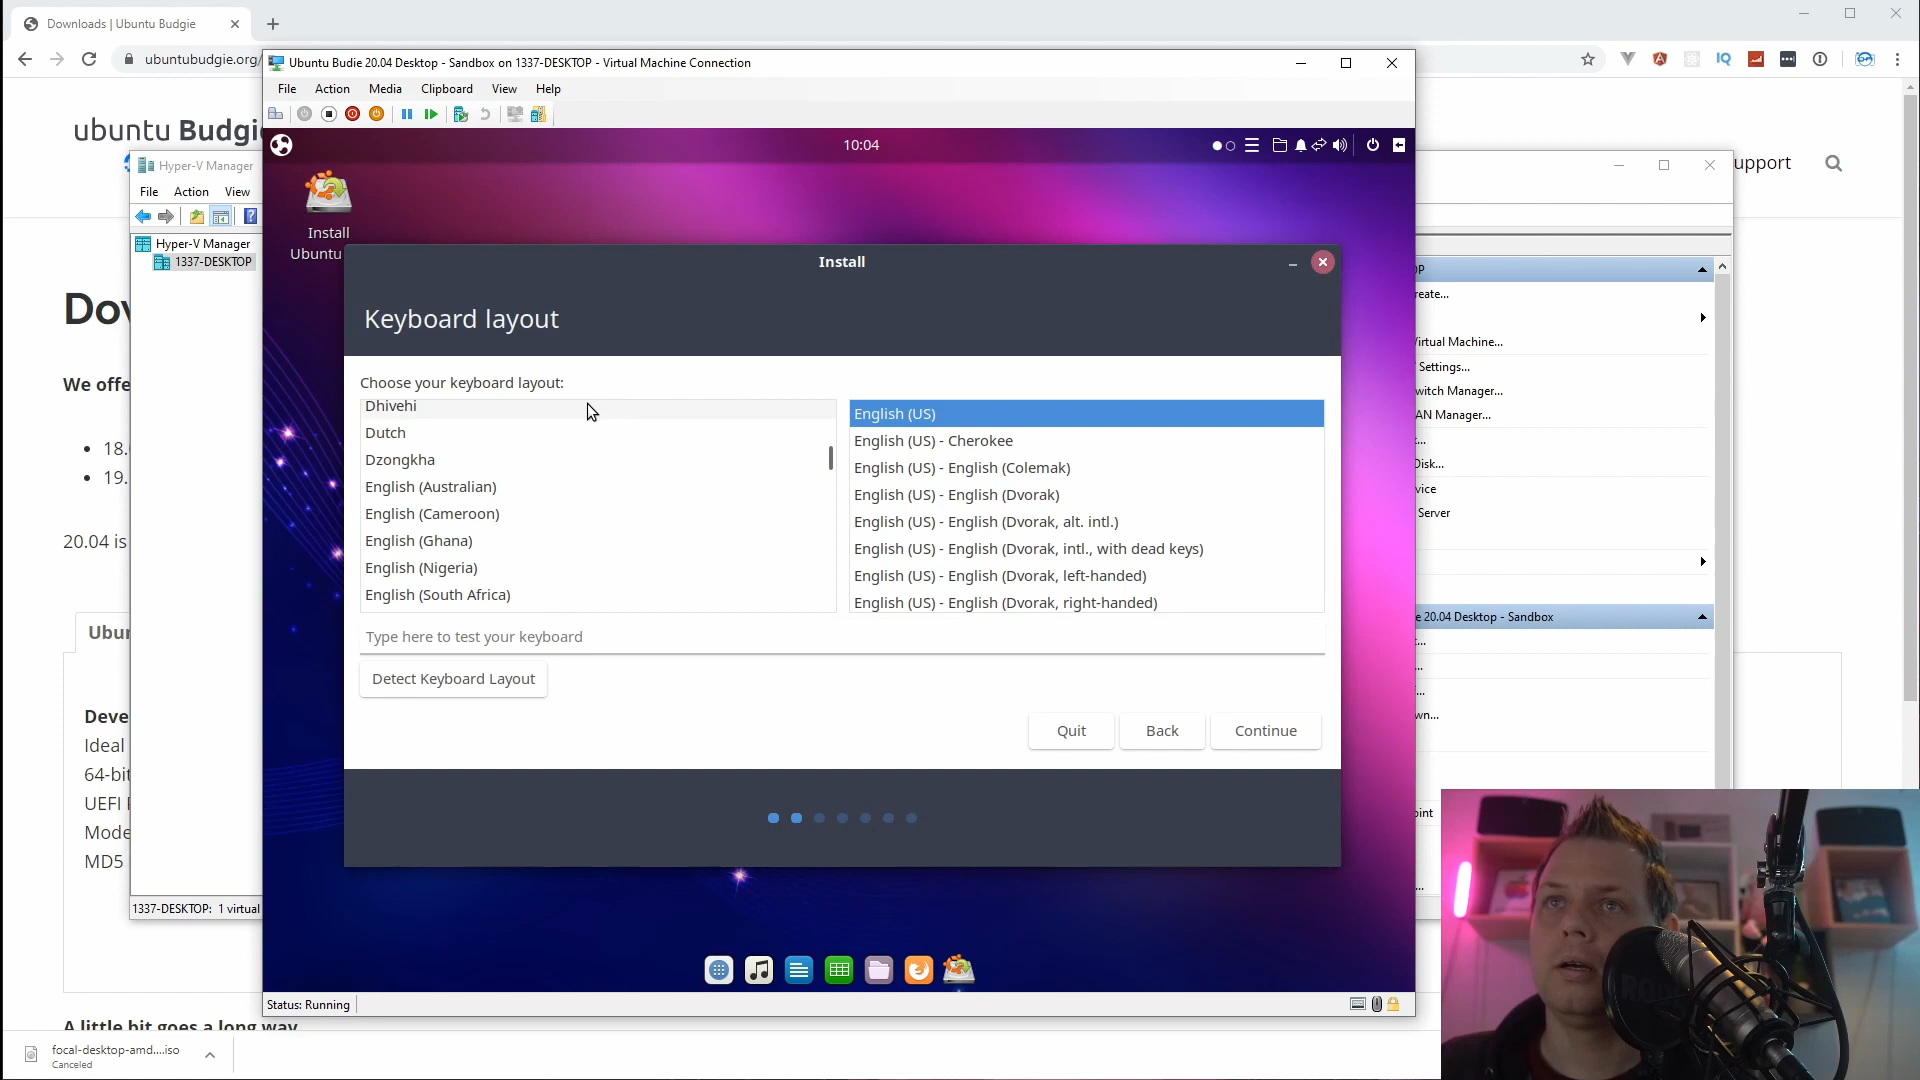 Downloads | Ubuntu Budgie
ubuntubudgie.org/
Ubuntu Budie 20.04 Desktop - Sandbox on 1337-DESKTOP - Virtual Machine Connection
File Action Media Clipboard View Help
ubuntu Budgie
10:04
Hyper-V Manager
upport
File Action View
Install
Ubuntu
Hyper-V Manager
1337-DESKTOP
Install
Keyboard layout
Choose your keyboard layout:
Dhivehi
Dutch
Dzongkha
English (Australian)
English (Cameroon)
English (Ghana)
English (Nigeria)
English (South Africa)
English (US)
English (US) - Cherokee
English (US) - English (Colemak)
English (US) - English (Dvorak)
English (US) - English (Dvorak, alt. intl.)
English (US) - English (Dvorak, intl., with dead keys)
English (US) - English (Dvorak, left-handed)
English (US) - English (Dvorak, right-handed)
Type here to test your keyboard
Detect Keyboard Layout
Quit Back Continue
We offe
18.
19.
20.04 is
Ubur
Deve
Ideal
64-bit
UEFI
Mode
MD5
OP
reate...
irtual Machine...
Settings...
witch Manager...
AN Manager...
Disk...
vice
Server
e 20.04 Desktop - Sandbox
wn...
oint
1337-DESKTOP: 1 virtual
Status: Running
A little bit goes a long way
focal-desktop-amd....iso
Canceled